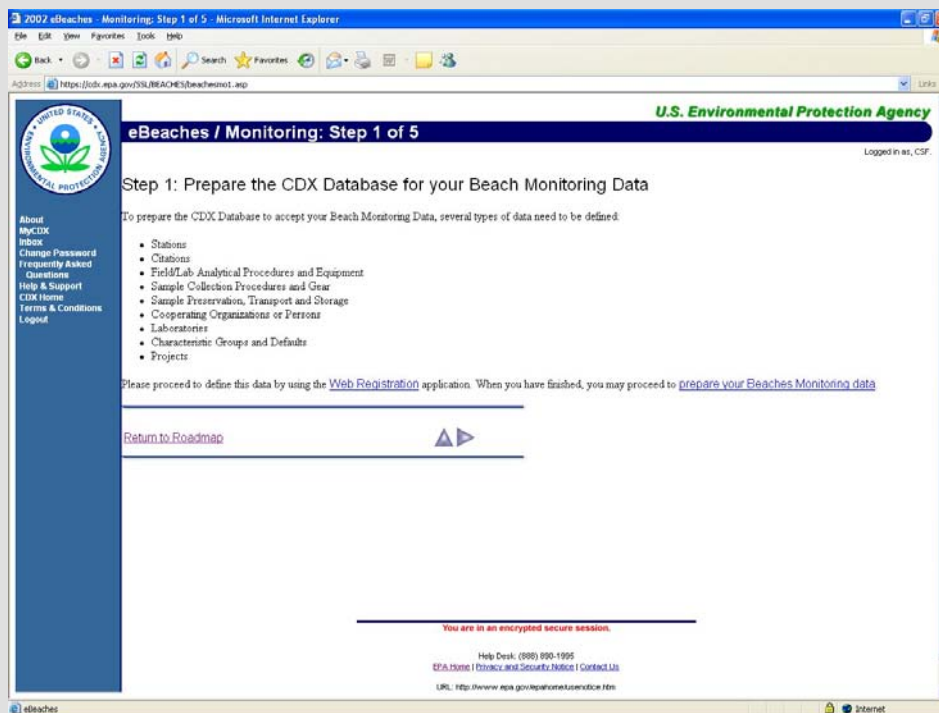 2002 eBeaches - Monitoring: Step 1 of 5 - Microsoft Internet Explorer
File Edit View Favorites Tools Help
Back Search Favorites
Address https://cdx.epa.gov/SSL/BEACHES/beachesmo1.asp Links
UNITED STATES ENVIRONMENTAL PROTECTION AGENCY
U.S. Environmental Protection Agency
eBeaches / Monitoring: Step 1 of 5
Logged in as, CSF.
About
MyCDX
Inbox
Change Password
Frequently Asked
Questions
Help & Support
CDX Home
Terms & Conditions
Logout
Step 1: Prepare the CDX Database for your Beach Monitoring Data
To prepare the CDX Database to accept your Beach Monitoring Data, several types of data need to be defined:
• Stations
• Citations
• Field/Lab Analytical Procedures and Equipment
• Sample Collection Procedures and Gear
• Sample Preservation, Transport and Storage
• Cooperating Organizations or Persons
• Laboratories
• Characteristic Groups and Defaults
• Projects
Please proceed to define this data by using the Web Registration application. When you have finished, you may proceed to prepare your Beaches Monitoring data
Return to Roadmap
You are in an encrypted secure session.
Help Desk: (888) 890-1995
EPA Home | Privacy and Security Notice | Contact Us
URL: http://www.epa.gov/epahome/usenotice.htm
eBeaches
Internet